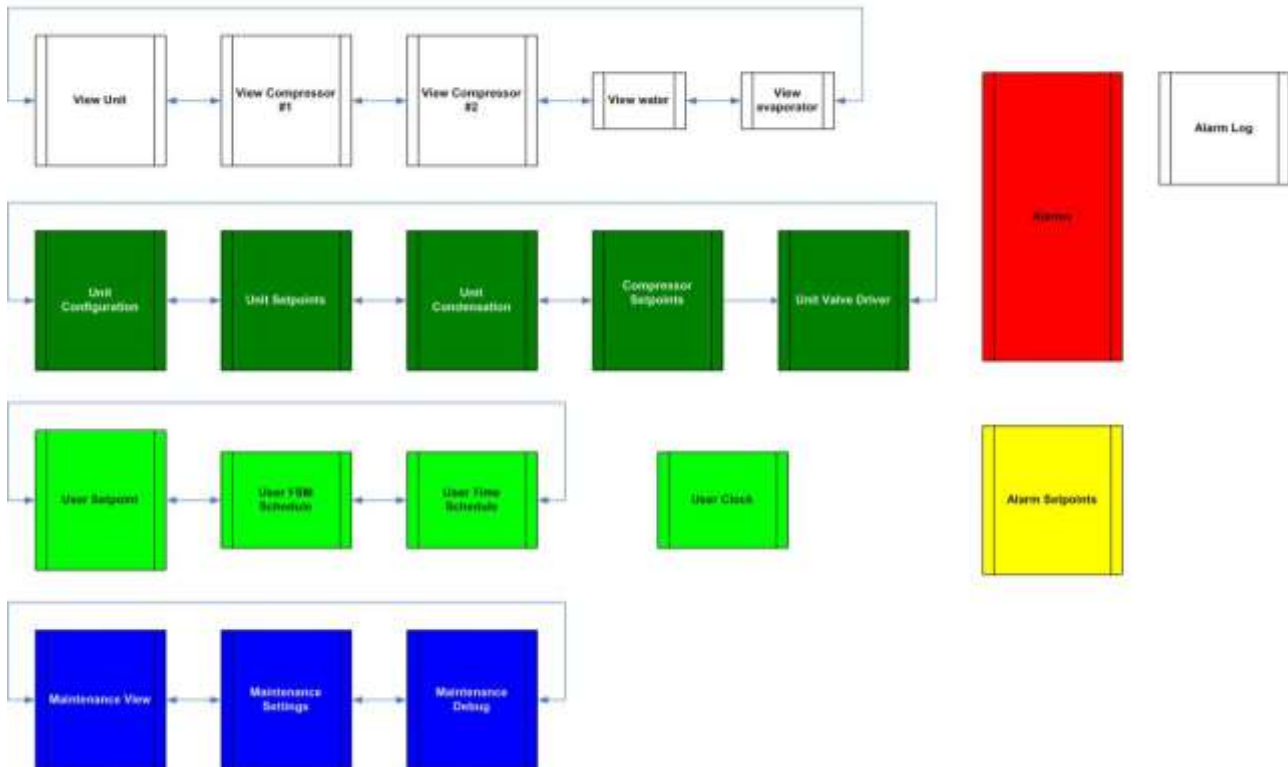 View Unit
View Compressor
#1
View Compressor
#2
View water
View
evaporator
Alarm Log
Alarms
Unit
Configuration
Unit Setpoints
Unit
Condensation
Compressor
Setpoints
Unit Valve Driver
User Setpoint
User FSM
Schedule
User Time
Schedule
User Clock
Alarm Setpoints
Maintenance View
Maintenance
Settings
Maintenance
Debug